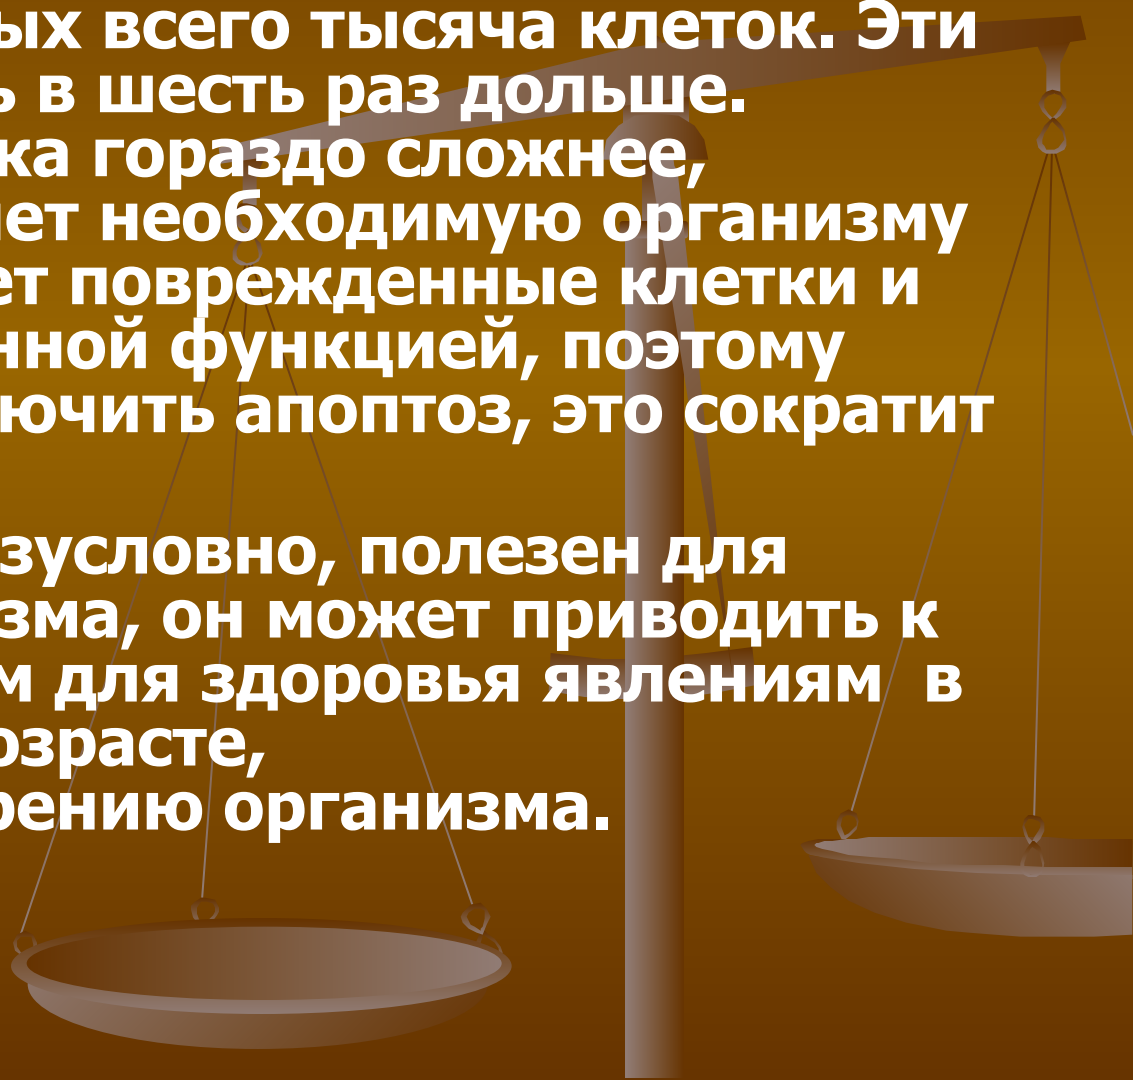 ых всего тысяча клеток. Эти
ь в шесть раз дольше.
ка гораздо сложнее,
ет необходимую организму
ет поврежденные клетки и
нной функцией, поэтому
ючить апоптоз, это сократит
зусловно, полезен для
зма, он может приводить к
м для здоровья явлениям в
озрасте,
рению организма.